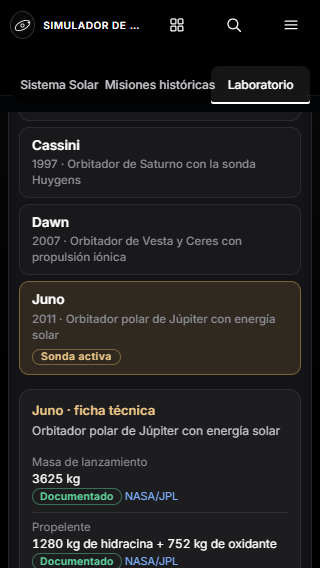 SIMULADOR DE ...
Sistema Solar
Misiones históricas
Laboratorio
Cassini
1997 · Orbitador de Saturno con la sonda
Huygens
Dawn
2007 · Orbitador de Vesta y Ceres con
propulsión iónica
Juno
2011 · Orbitador polar de Júpiter con energía
solar
Sonda activa
Juno · ficha técnica
Orbitador polar de Júpiter con energía solar
Masa de lanzamiento
3625 kg
Documentado NASA/JPL
Propelente
1280 kg de hidracina + 752 kg de oxidante
Documentado NASA/JPL